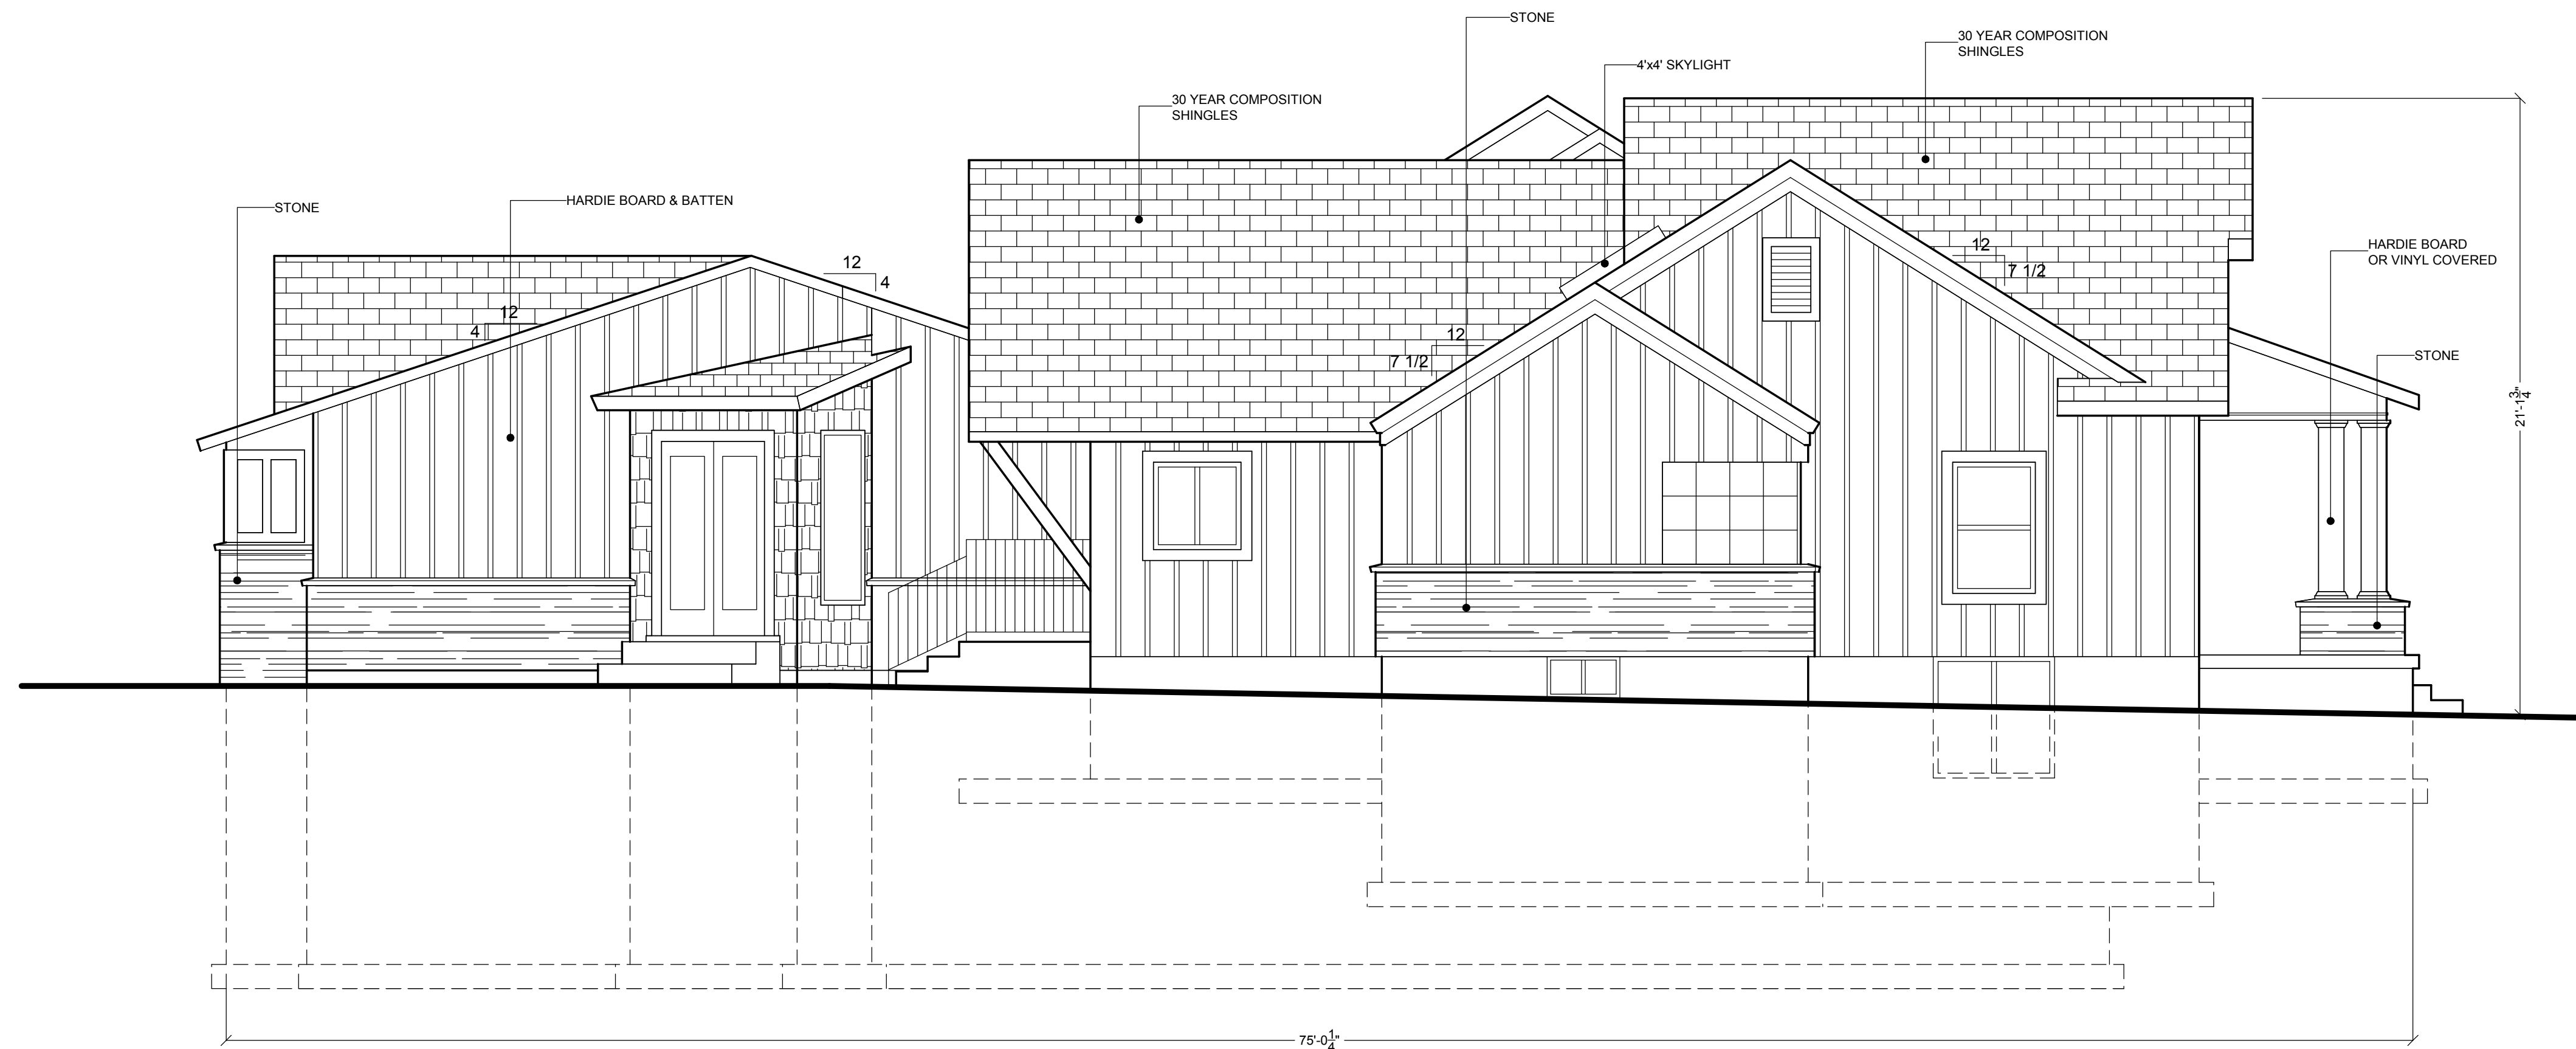 STONE
30 YEAR COMPOSITION
SHINGLES
4'x4' SKYLIGHT
30 YEAR COMPOSITION
SHINGLES
HARDIE BOARD & BATTEN
STONE
12
7 1/2
HARDIE BOARD
OR VINYL COVERED
12
4
12
4
12
7 1/2
STONE
21'-1 3/4"
75'-0 1/4"